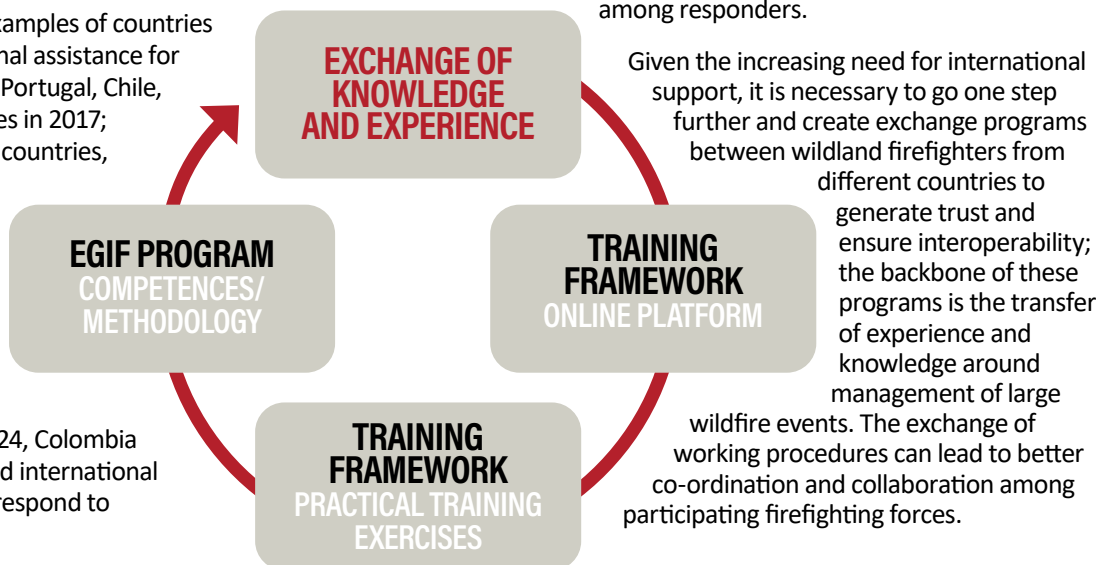 amples of countries
nal assistance for
Portugal, Chile,
es in 2017;
countries,
24, Colombia
d international
respond to
EXCHANGE OF
KNOWLEDGE
AND EXPERIENCE
EGIF PROGRAM
COMPETENCES/
METHODOLOGY
TRAINING
FRAMEWORK
ONLINE PLATFORM
TRAINING
FRAMEWORK
PRACTICAL TRAINING
EXERCISES
among responders.
Given the increasing need for international
support, it is necessary to go one step
further and create exchange programs
between wildland firefighters from
different countries to
generate trust and
ensure interoperability;
the backbone of these
programs is the transfer
of experience and
knowledge around
management of large
wildfire events. The exchange of
working procedures can lead to better
co-ordination and collaboration among
participating firefighting forces.